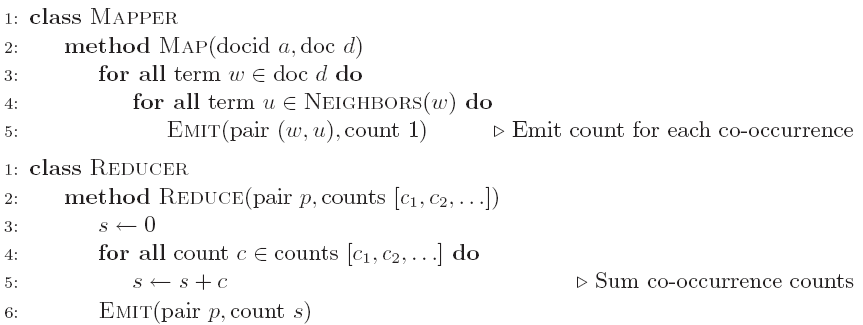 1: class Mapper
2: method Map(docid a, doc d)
3: for all term w ∈ doc d do
4: for all term u ∈ Neighbors(w) do
5: Emit(pair (w, u), count 1) ▷ Emit count for each co-occurrence
1: class Reducer
2: method Reduce(pair p, counts [c₁, c₂, . . .])
3: s ← 0
4: for all count c ∈ counts [c₁, c₂, . . .] do
5: s ← s + c ▷ Sum co-occurrence counts
6: Emit(pair p, count s)